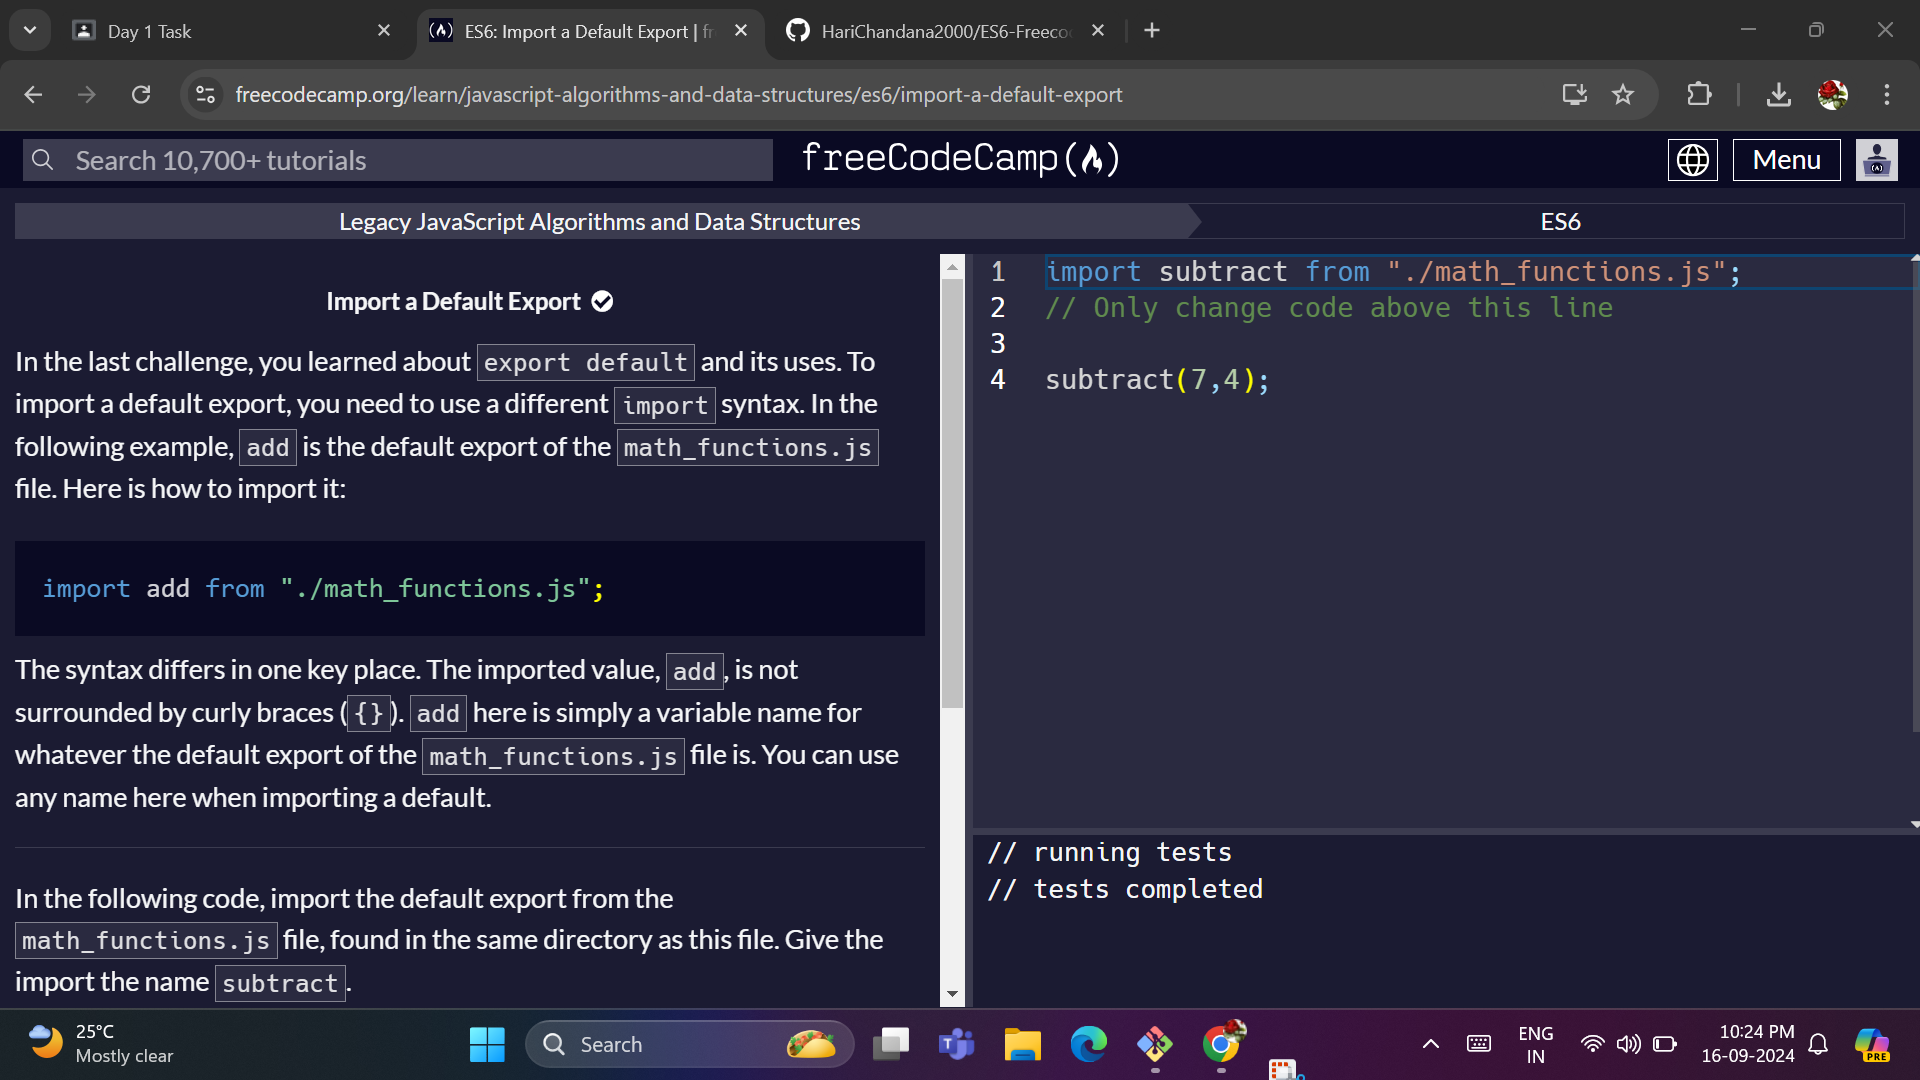 Day 1 Task
ES6: Import a Default Export | fr
HariChandana2000/ES6-Freeco
freecodecamp.org/learn/javascript-algorithms-and-data-structures/es6/import-a-default-export
Search 10,700+ tutorials
freeCodeCamp(🔥)
Menu
Legacy JavaScript Algorithms and Data Structures
ES6
Import a Default Export
In the last challenge, you learned about export default and its uses. To
import a default export, you need to use a different import syntax. In the
following example, add is the default export of the math_functions.js
file. Here is how to import it:
import add from "./math_functions.js";
The syntax differs in one key place. The imported value, add, is not
surrounded by curly braces ({}). add here is simply a variable name for
whatever the default export of the math_functions.js file is. You can use
any name here when importing a default.
In the following code, import the default export from the
math_functions.js file, found in the same directory as this file. Give the
import the name subtract.
1 import subtract from "./math_functions.js";
2 // Only change code above this line
3
4 subtract(7,4);
// running tests
// tests completed
25°C
Mostly clear
Search
ENG
IN
10:24 PM
16-09-2024
PRE